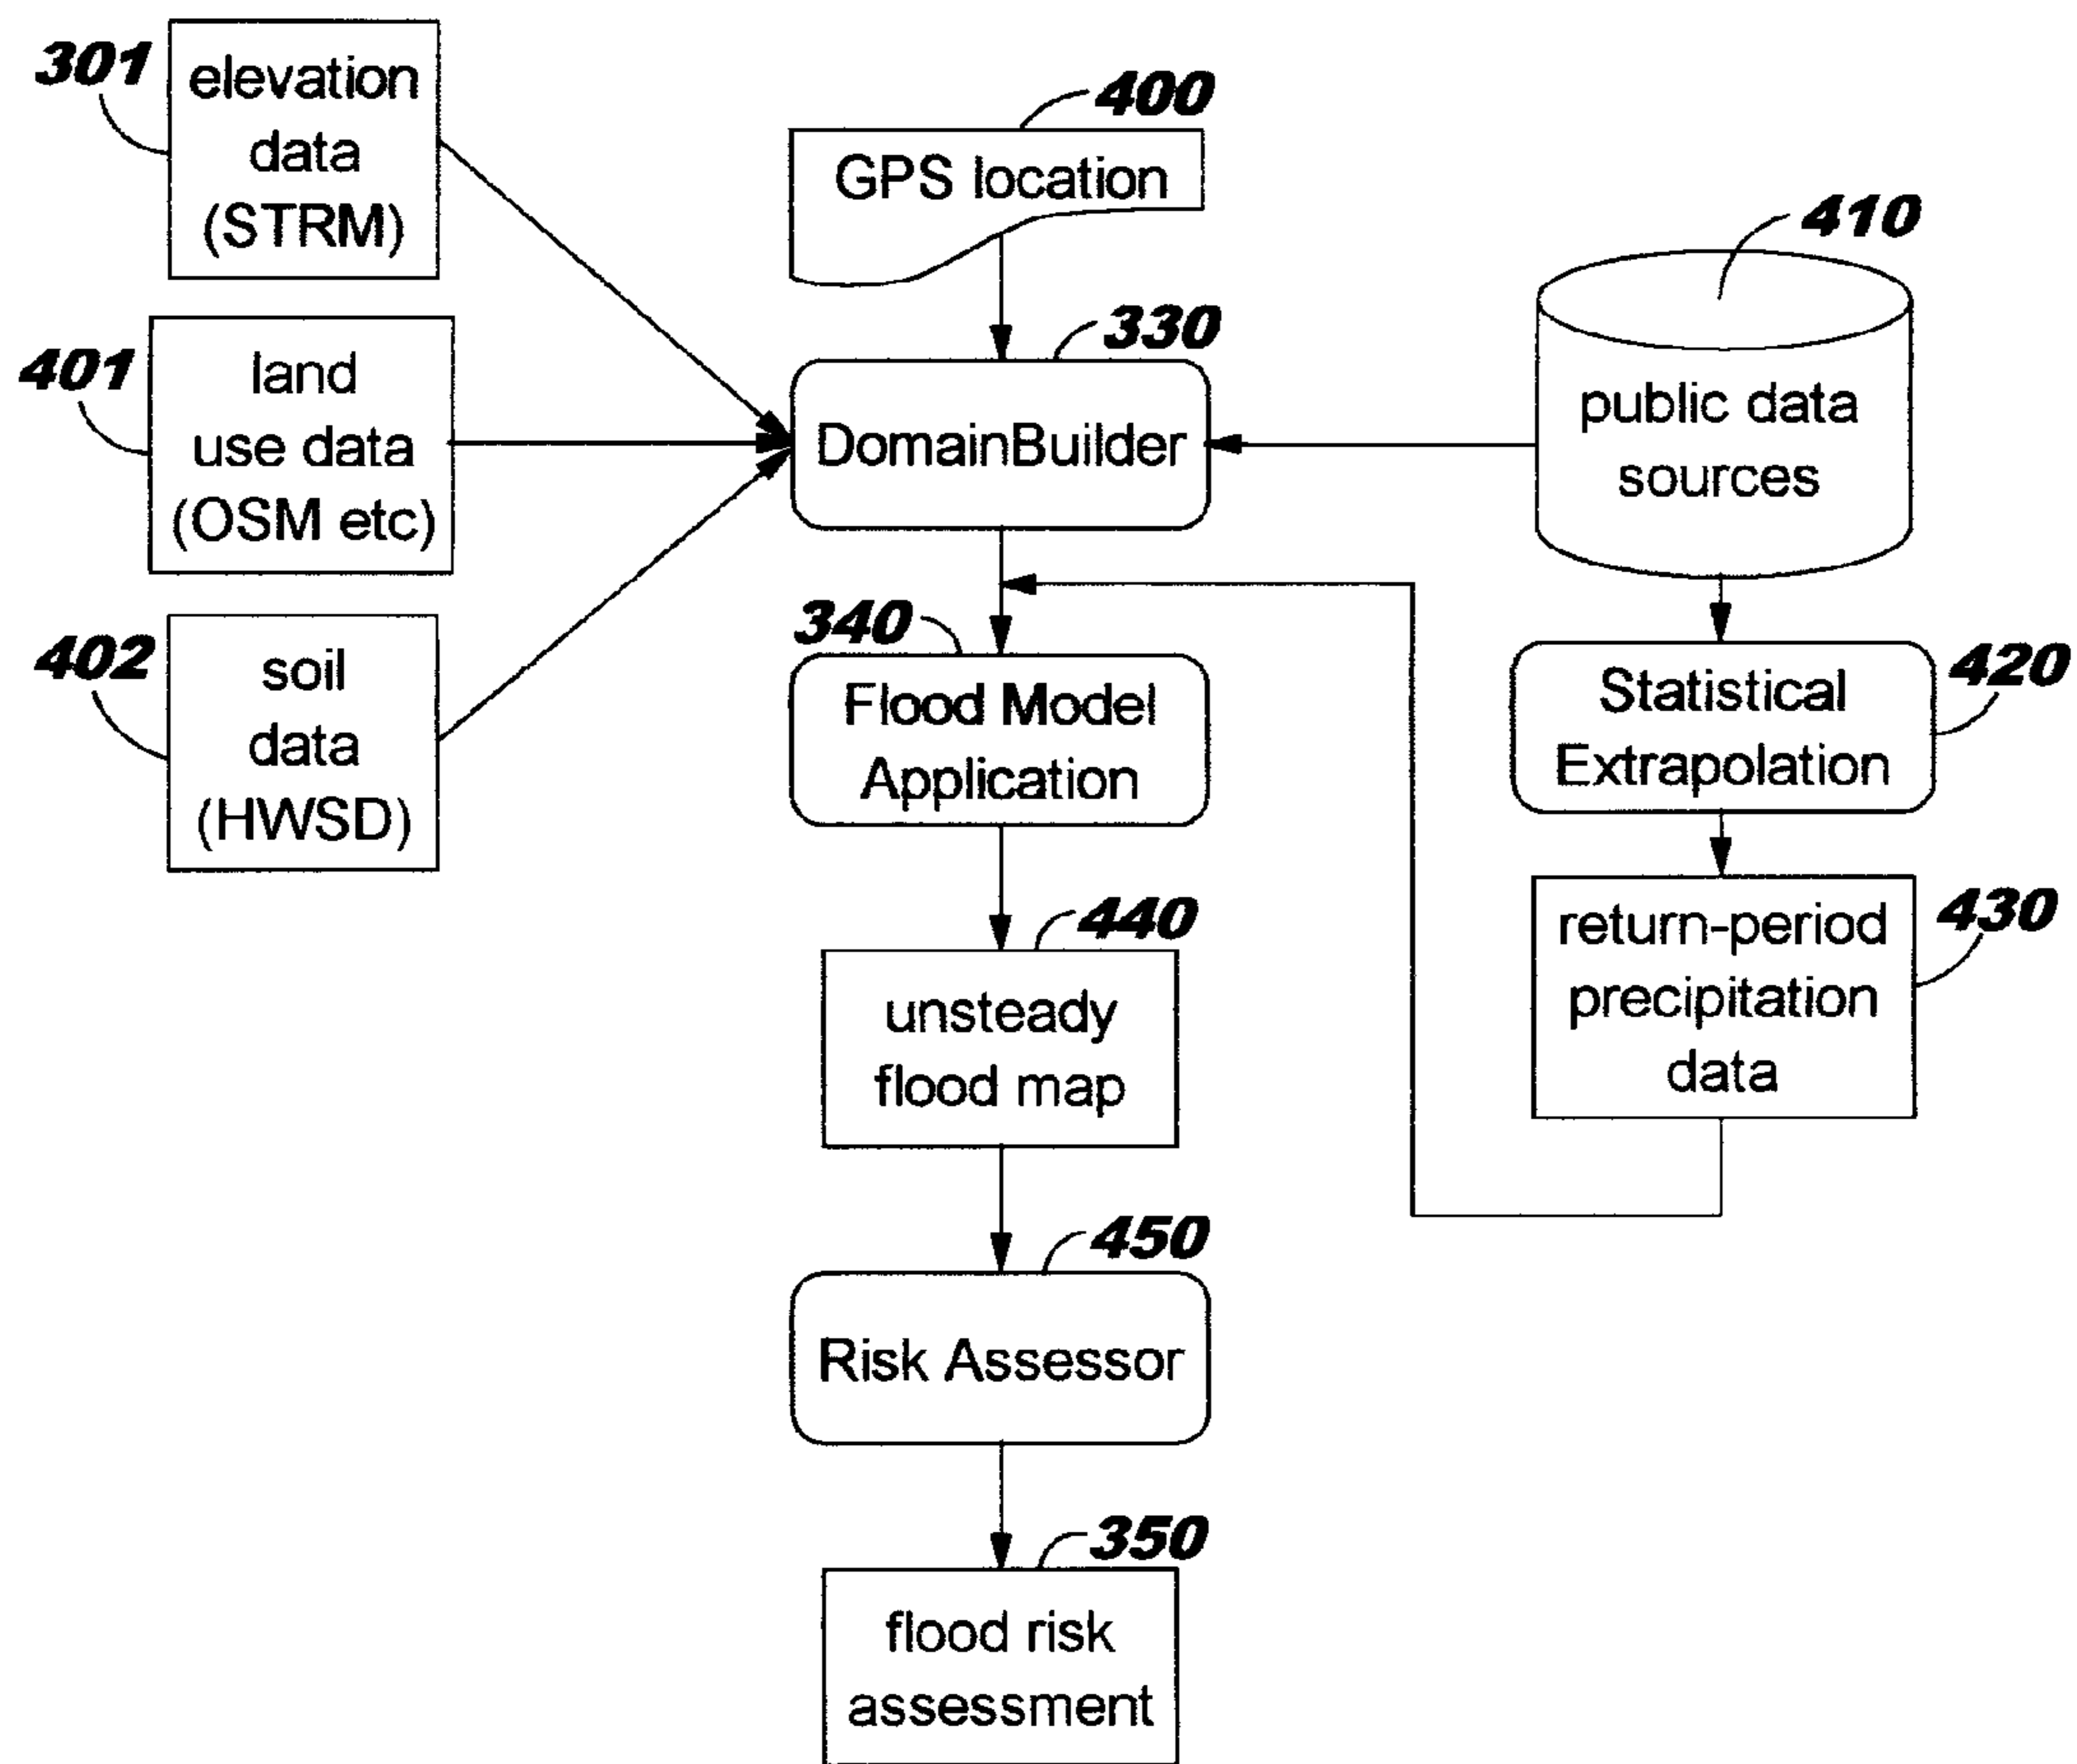 301
elevation
data
(STRM)
400
GPS location
410
public data
sources
401
land
use data
(OSM etc)
330
DomainBuilder
402
soil
data
(HWSD)
340
Flood Model
Application
420
Statistical
Extrapolation
430
return-period
precipitation
data
440
unsteady
flood map
450
Risk Assessor
350
flood risk
assessment